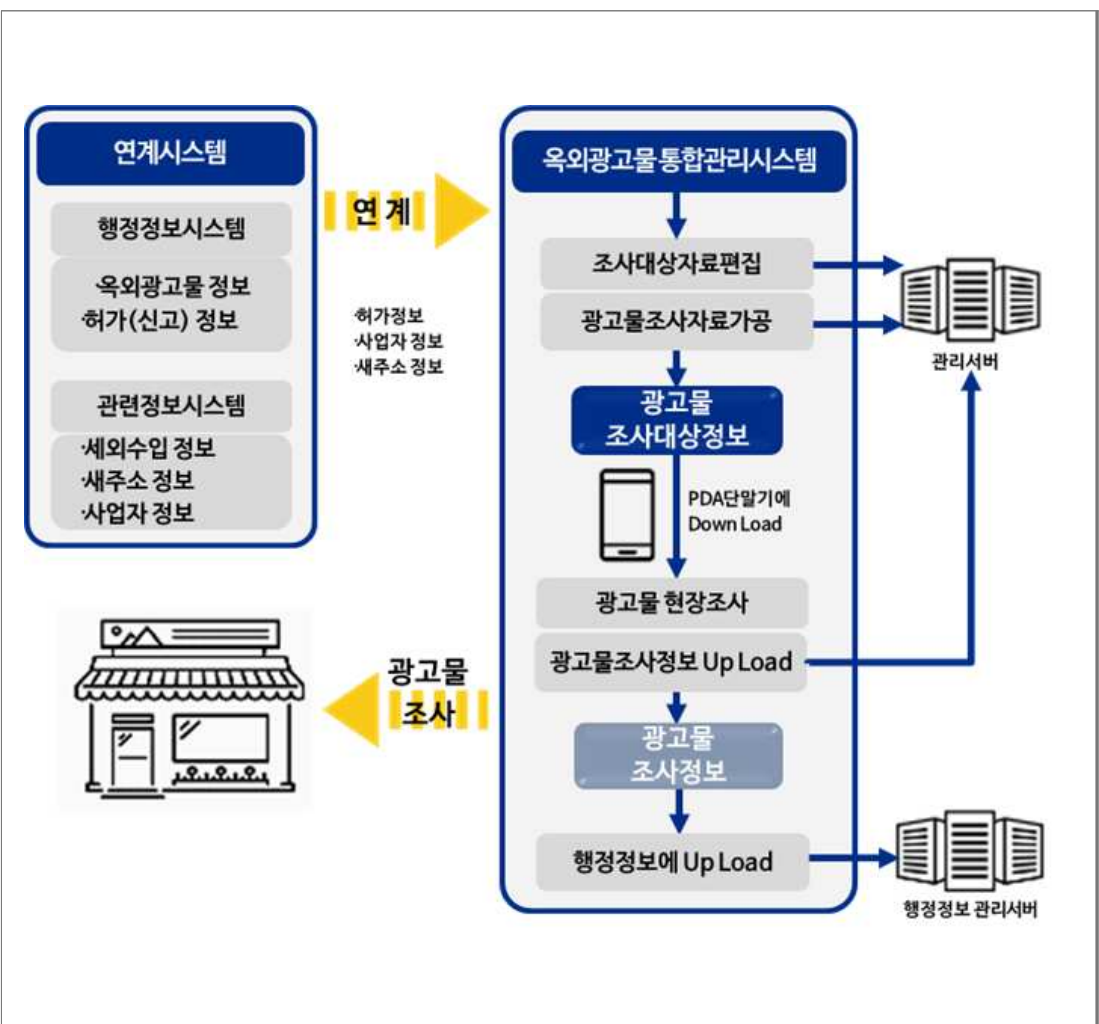 연계시스템
행정정보시스템
·옥외광고물 정보
·허가(신고) 정보
관련정보시스템
·세외수입 정보
·새주소 정보
·사업자 정보
연 계
·허가정보
·사업자 정보
·새주소 정보
옥외광고물 통합관리시스템
조사대상자료편집
광고물조사자료가공
관리서버
광고물
조사대상정보
PDA단말기에
Down Load
광고물 현장조사
광고물조사정보 Up Load
광고물
조사
광고물
조사정보
행정정보에 Up Load
행정정보 관리서버